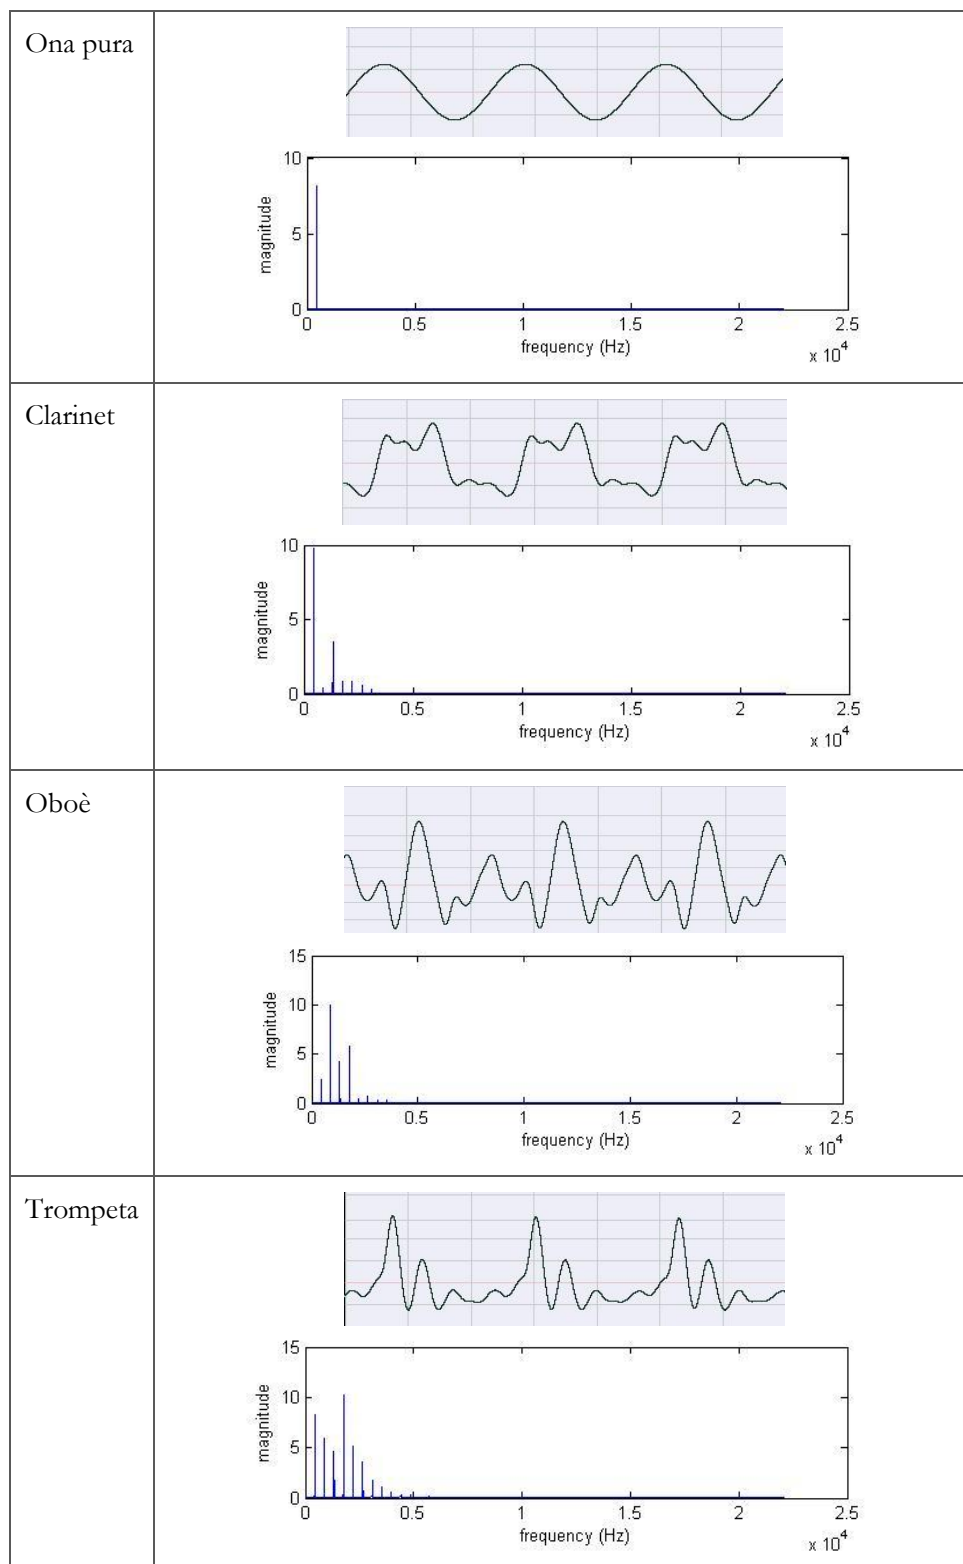 Ona pura
10
5
0
magnitude
0 0.5 1 1.5 2 2.5
frequency (Hz)
x 10^4
Clarinet
10
5
0
magnitude
0 0.5 1 1.5 2 2.5
frequency (Hz)
x 10^4
Oboè
15
10
5
0
magnitude
0 0.5 1 1.5 2 2.5
frequency (Hz)
x 10^4
Trompeta
15
10
5
0
magnitude
0 0.5 1 1.5 2 2.5
frequency (Hz)
x 10^4